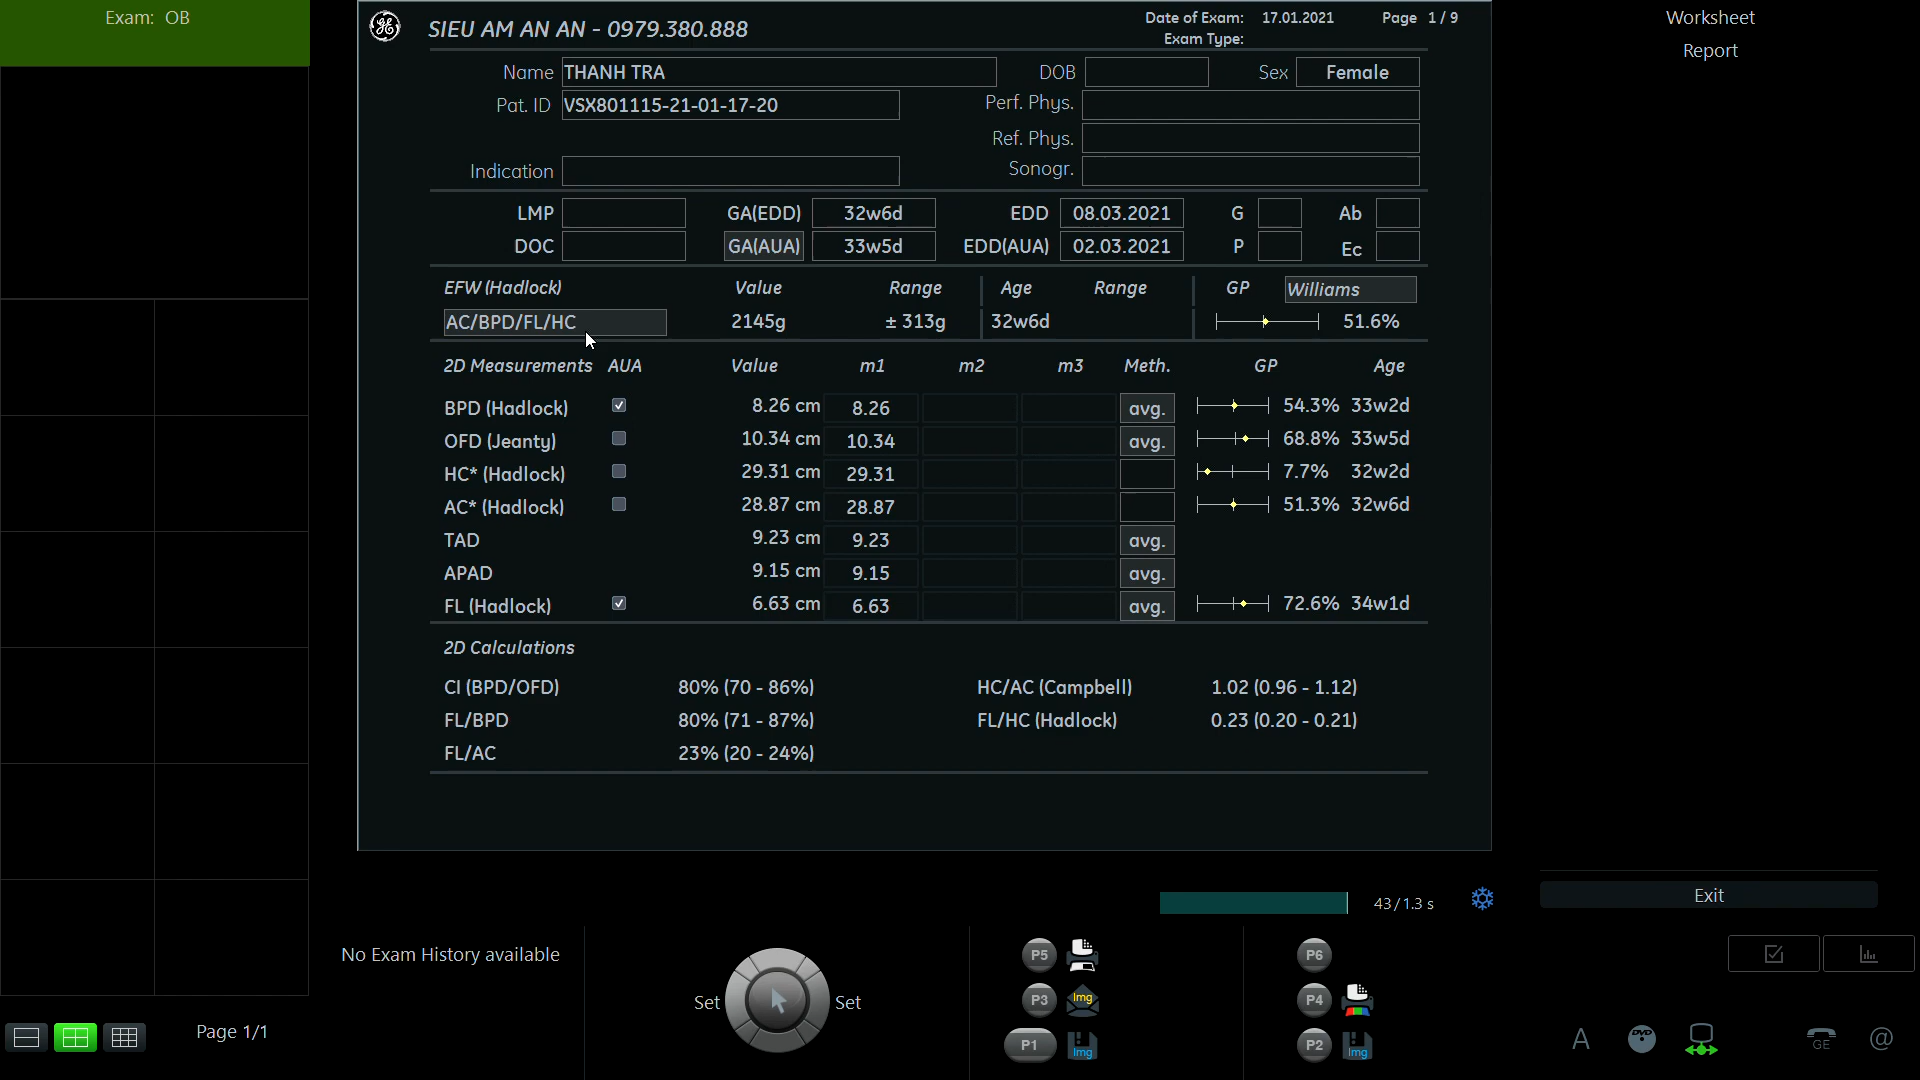 Exam: OB
SIEU AM AN AN - 0979.380.888
Date of Exam: 17.01.2021 Page 1 / 9
Exam Type:
Name THANH TRA DOB Sex Female
Pat. ID VSX801115-21-01-17-20 Perf. Phys.
Ref. Phys.
Indication Sonogr.
LMP GA(EDD) 32w6d EDD 08.03.2021 G Ab
DOC GA(AUA) 33w5d EDD(AUA) 02.03.2021 P Ec
EFW (Hadlock) Value Range Age Range GP Williams
AC/BPD/FL/HC 2145g ± 313g 32w6d 51.6%
2D Measurements AUA Value m1 m2 m3 Meth. GP Age
BPD (Hadlock) 8.26 cm 8.26 avg. 54.3% 33w2d
OFD (Jeanty) 10.34 cm 10.34 avg. 68.8% 33w5d
HC* (Hadlock) 29.31 cm 29.31 7.7% 32w2d
AC* (Hadlock) 28.87 cm 28.87 51.3% 32w6d
TAD 9.23 cm 9.23 avg.
APAD 9.15 cm 9.15 avg.
FL (Hadlock) 6.63 cm 6.63 avg. 72.6% 34w1d
2D Calculations
CI (BPD/OFD) 80% (70 - 86%) HC/AC (Campbell) 1.02 (0.96 - 1.12)
FL/BPD 80% (71 - 87%) FL/HC (Hadlock) 0.23 (0.20 - 0.21)
FL/AC 23% (20 - 24%)
Worksheet
Report
43 / 1.3 s
Exit
No Exam History available
Set Set
P5
P3 Img
P1 Img
P6
P4
P2 Img
Page 1/1
A DVD GE @